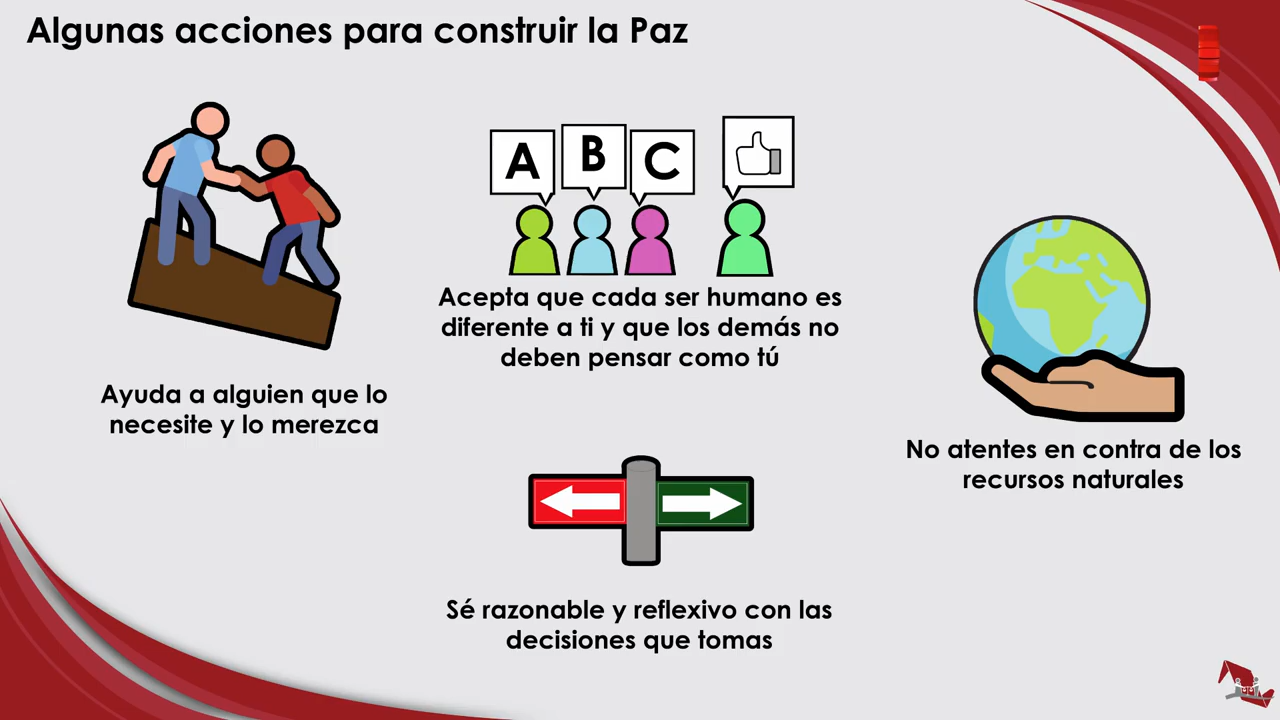 Algunas acciones para construir la Paz
A
B
C
Ayuda a alguien que lo
necesite y lo merezca
Acepta que cada ser humano es
diferente a ti y que los demás no
deben pensar como tú
No atentes en contra de los
recursos naturales
Sé razonable y reflexivo con las
decisiones que tomas